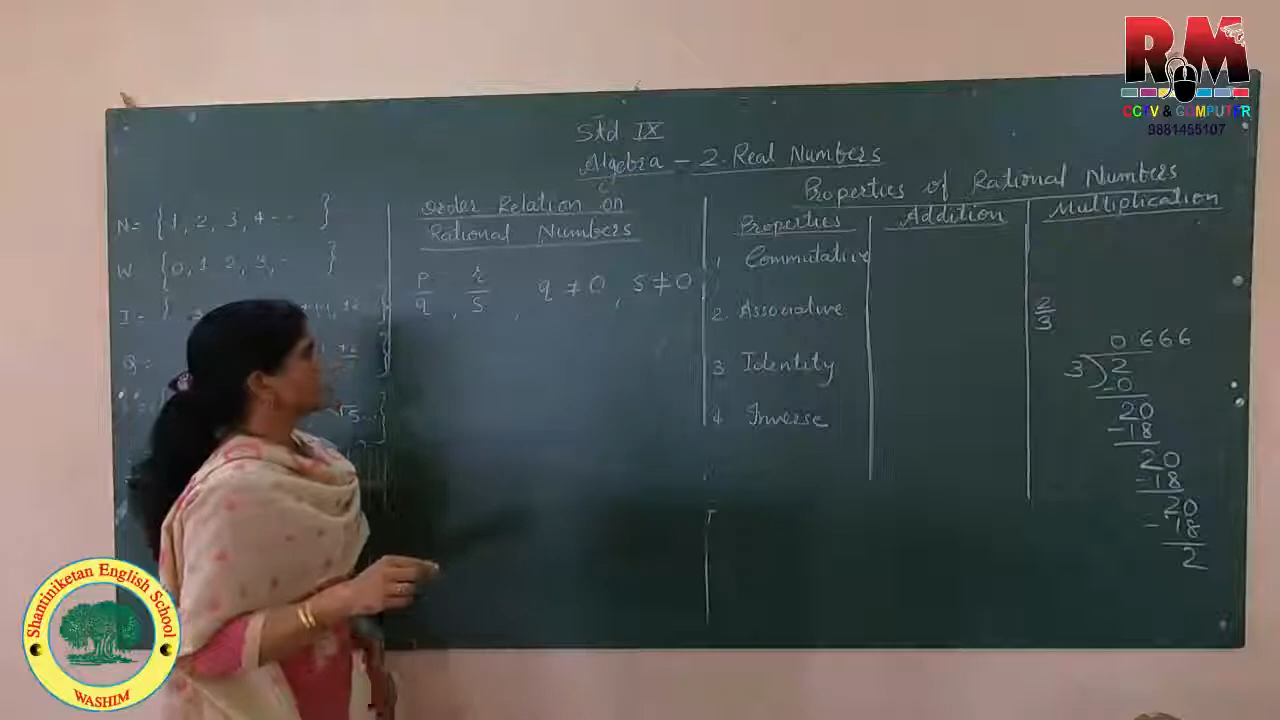 RM
CCTV & COMPUTER
9881455107
Std IX
Algebra – 2. Real Numbers
N = { 1, 2, 3, 4 -- }
W { 0, 1 2, 3, - }
I = {
Q =
√5 ... }
Order Relation on
Rational Numbers
p/q , r/s , q ≠ 0 , s ≠ 0
Properties of Rational Numbers
Properties Addition Multiplication
1 Commutative
2. Associative
3 Identity
4 Inverse
2/3
0.666
3 ) 2
-0
20
-18
20
-18
20
-18
2
Shantiniketan English School
WASHIM